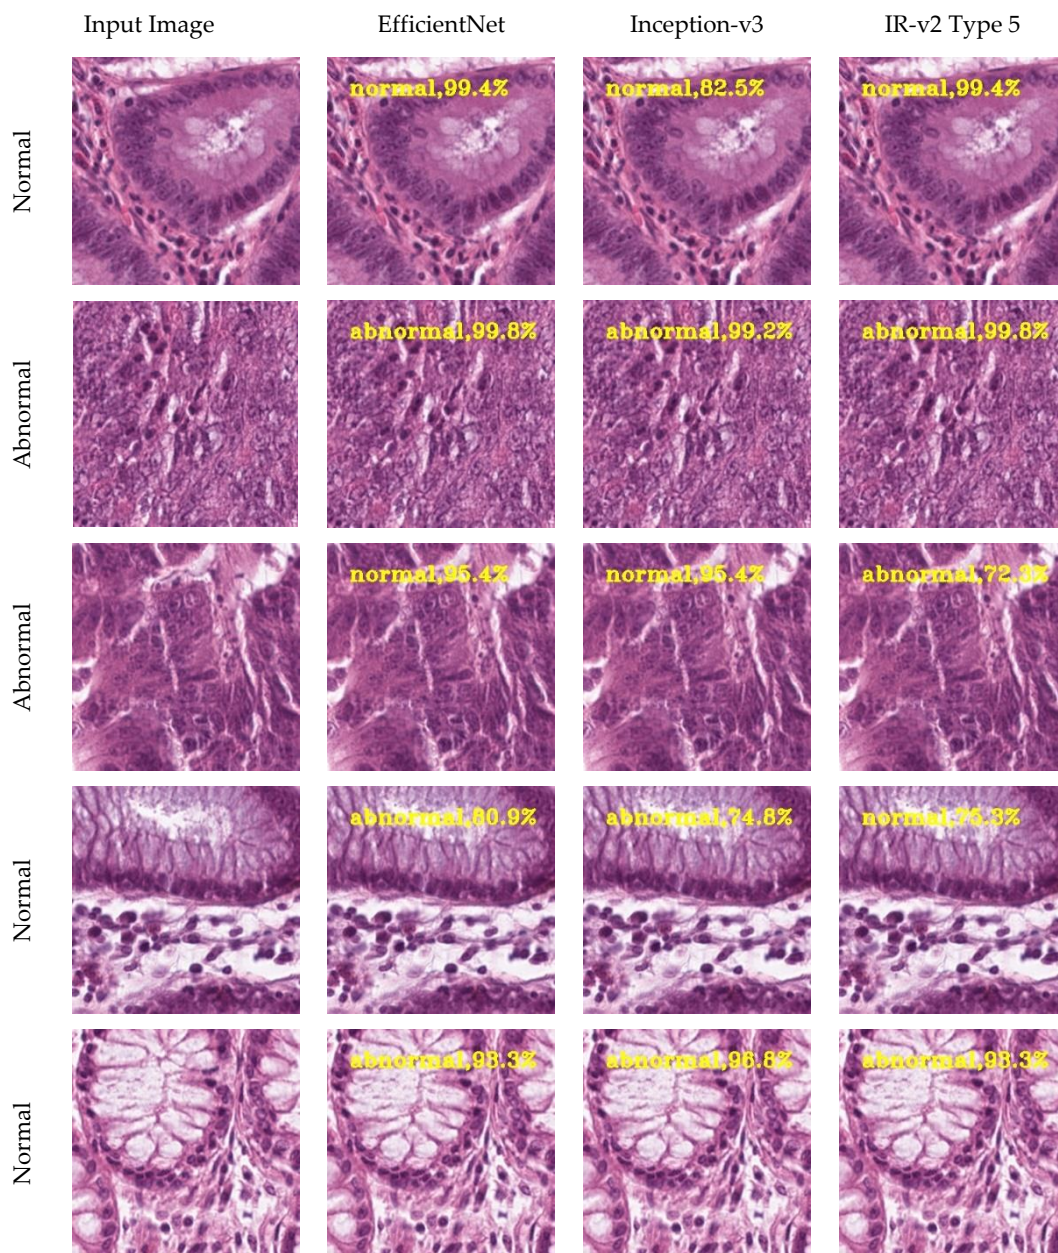 Input Image EfficientNet Inception-v3 IR-v2 Type 5
Normal normal,99.4% normal,82.5% normal,99.4%
Abnormal abnormal,99.8% abnormal,99.2% abnormal,99.8%
Abnormal normal,95.4% normal,95.4% abnormal,72.3%
Normal abnormal,80.9% abnormal,74.8% normal,75.3%
Normal abnormal,93.3% abnormal,96.8% abnormal,93.3%